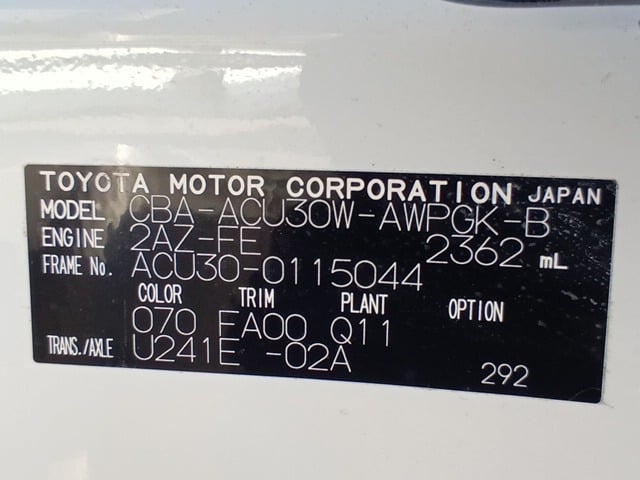 TOYOTA MOTOR CORPORATION JAPAN
MODEL CBA-ACU30W-AWPGK-B
ENGINE 2AZ-FE 2362 mL
FRAME No. ACU30-0115044
COLOR TRIM PLANT OPTION
070 FA00 Q11
TRANS./AXLE U241E -02A
292